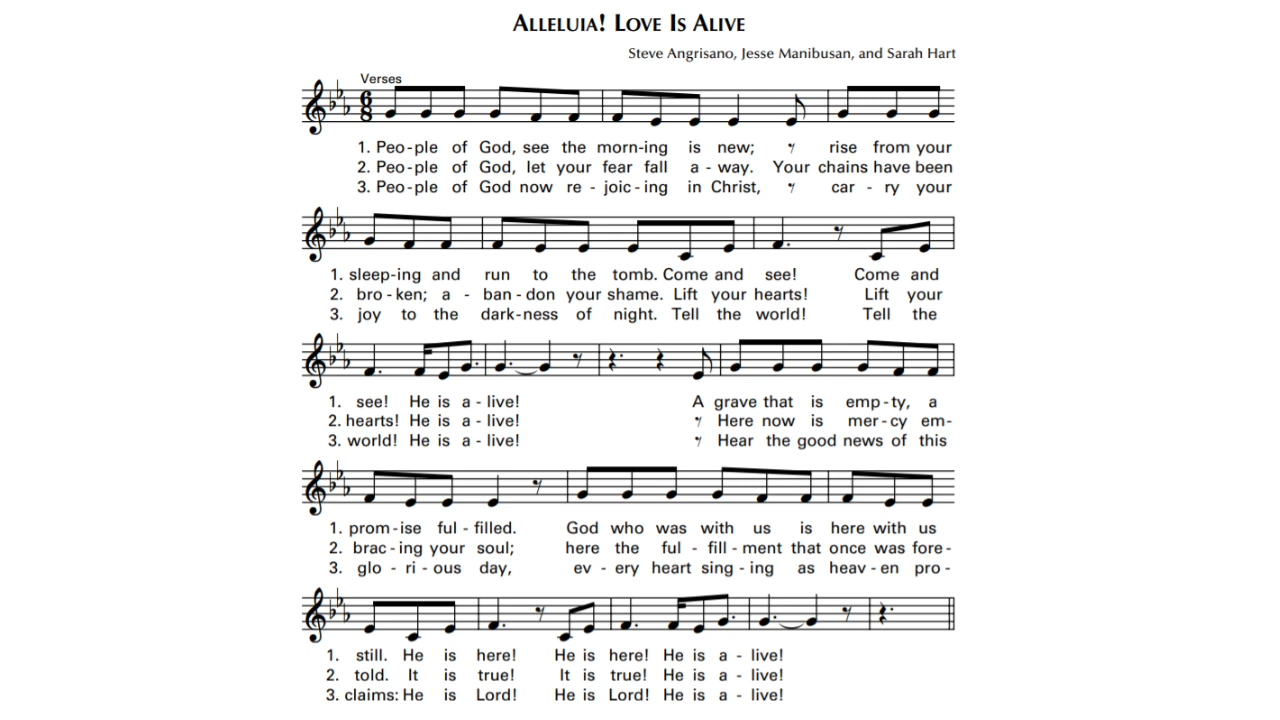 ALLELUIA! LOVE IS ALIVE
Steve Angrisano, Jesse Manibusan, and Sarah Hart
Verses
6
8
1. Peo-ple of God, see the morn-ing is new; rise from your
2. Peo-ple of God, let your fear fall a - way. Your chains have been
3. Peo-ple of God now re - joic - ing in Christ, car - ry your
1. sleep-ing and run to the tomb. Come and see! Come and
2. bro - ken; a - ban - don your shame. Lift your hearts! Lift your
3. joy to the dark-ness of night. Tell the world! Tell the
1. see! He is a - live! A grave that is emp - ty, a
2. hearts! He is a - live! Here now is mer - cy em-
3. world! He is a - live! Hear the good news of this
1. prom - ise ful - filled. God who was with us is here with us
2. brac - ing your soul; here the ful - fill - ment that once was fore -
3. glo - ri - ous day, ev - ery heart sing - ing as heav - en pro -
1. still. He is here! He is here! He is a - live!
2. told. It is true! It is true! He is a - live!
3. claims: He is Lord! He is Lord! He is a - live!